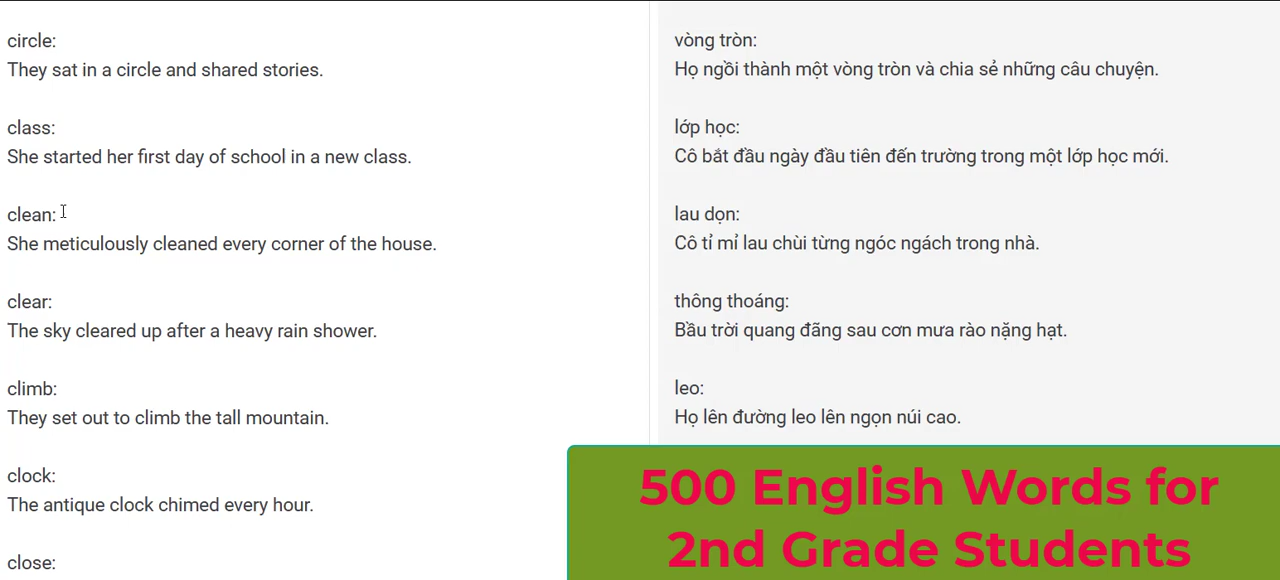 circle:
They sat in a circle and shared stories.
class:
She started her first day of school in a new class.
clean:
She meticulously cleaned every corner of the house.
clear:
The sky cleared up after a heavy rain shower.
climb:
They set out to climb the tall mountain.
clock:
The antique clock chimed every hour.
close:
vòng tròn:
Họ ngồi thành một vòng tròn và chia sẻ những câu chuyện.
lớp học:
Cô bắt đầu ngày đầu tiên đến trường trong một lớp học mới.
lau dọn:
Cô tỉ mỉ lau chùi từng ngóc ngách trong nhà.
thông thoáng:
Bầu trời quang đãng sau cơn mưa rào nặng hạt.
leo:
Họ lên đường leo lên ngọn núi cao.
500 English Words for
2nd Grade Students